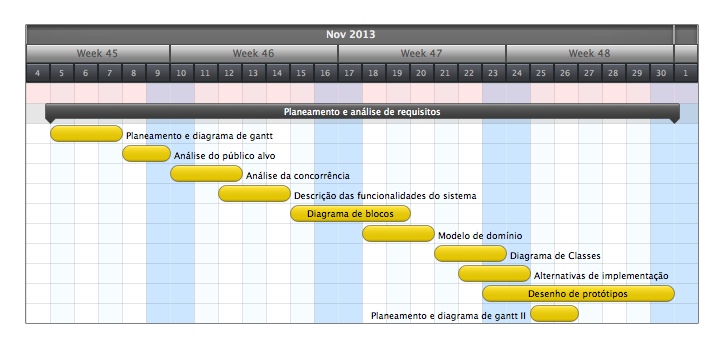 Nov 2013
Week 45 Week 46 Week 47 Week 48
4 5 6 7 8 9 10 11 12 13 14 15 16 17 18 19 20 21 22 23 24 25 26 27 28 29 30 1
Planeamento e análise de requisitos
Planeamento e diagrama de gantt
Análise do público alvo
Análise da concorrência
Descrição das funcionalidades do sistema
Diagrama de blocos
Modelo de domínio
Diagrama de Classes
Alternativas de implementação
Desenho de protótipos
Planeamento e diagrama de gantt II